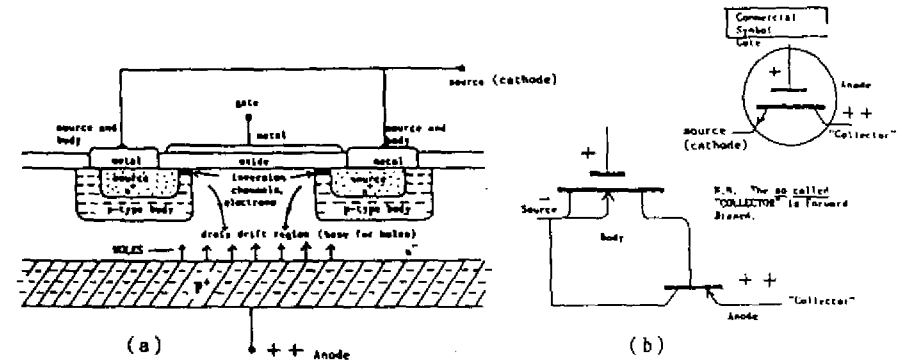 source (cathode)
gate
source and
body
metal
source and
body
metal
oxide
metal
source
n+
inversion
channels,
electrons
source
n+
p-type body
p-type body
drain drift region (base for holes)
HOLES
n-
P+
(a)
++ Anode
Commercial
Symbol
Gate
+
Anode
++
source
(cathode)
"Collector"
+
N.B. The so called
"COLLECTOR" is Forward
Biased.
-
Source
Body
++
"Collector"
Anode
(b)